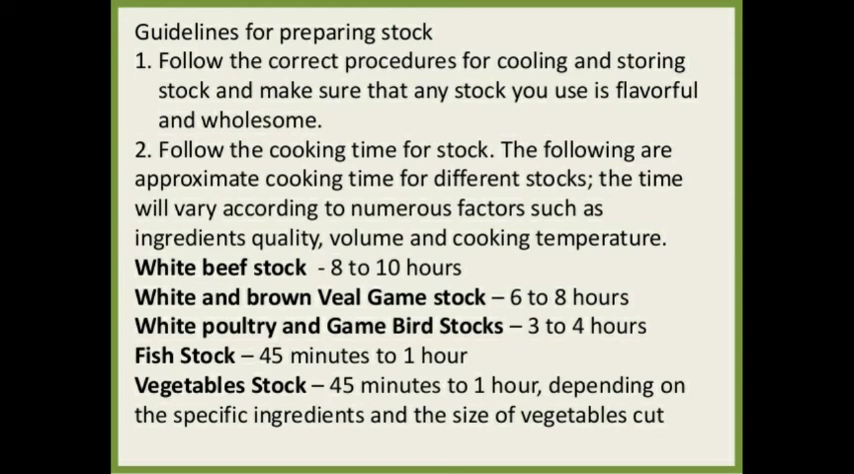 Guidelines for preparing stock
1. Follow the correct procedures for cooling and storing
stock and make sure that any stock you use is flavorful
and wholesome.
2. Follow the cooking time for stock. The following are
approximate cooking time for different stocks; the time
will vary according to numerous factors such as
ingredients quality, volume and cooking temperature.
White beef stock - 8 to 10 hours
White and brown Veal Game stock – 6 to 8 hours
White poultry and Game Bird Stocks – 3 to 4 hours
Fish Stock – 45 minutes to 1 hour
Vegetables Stock – 45 minutes to 1 hour, depending on
the specific ingredients and the size of vegetables cut